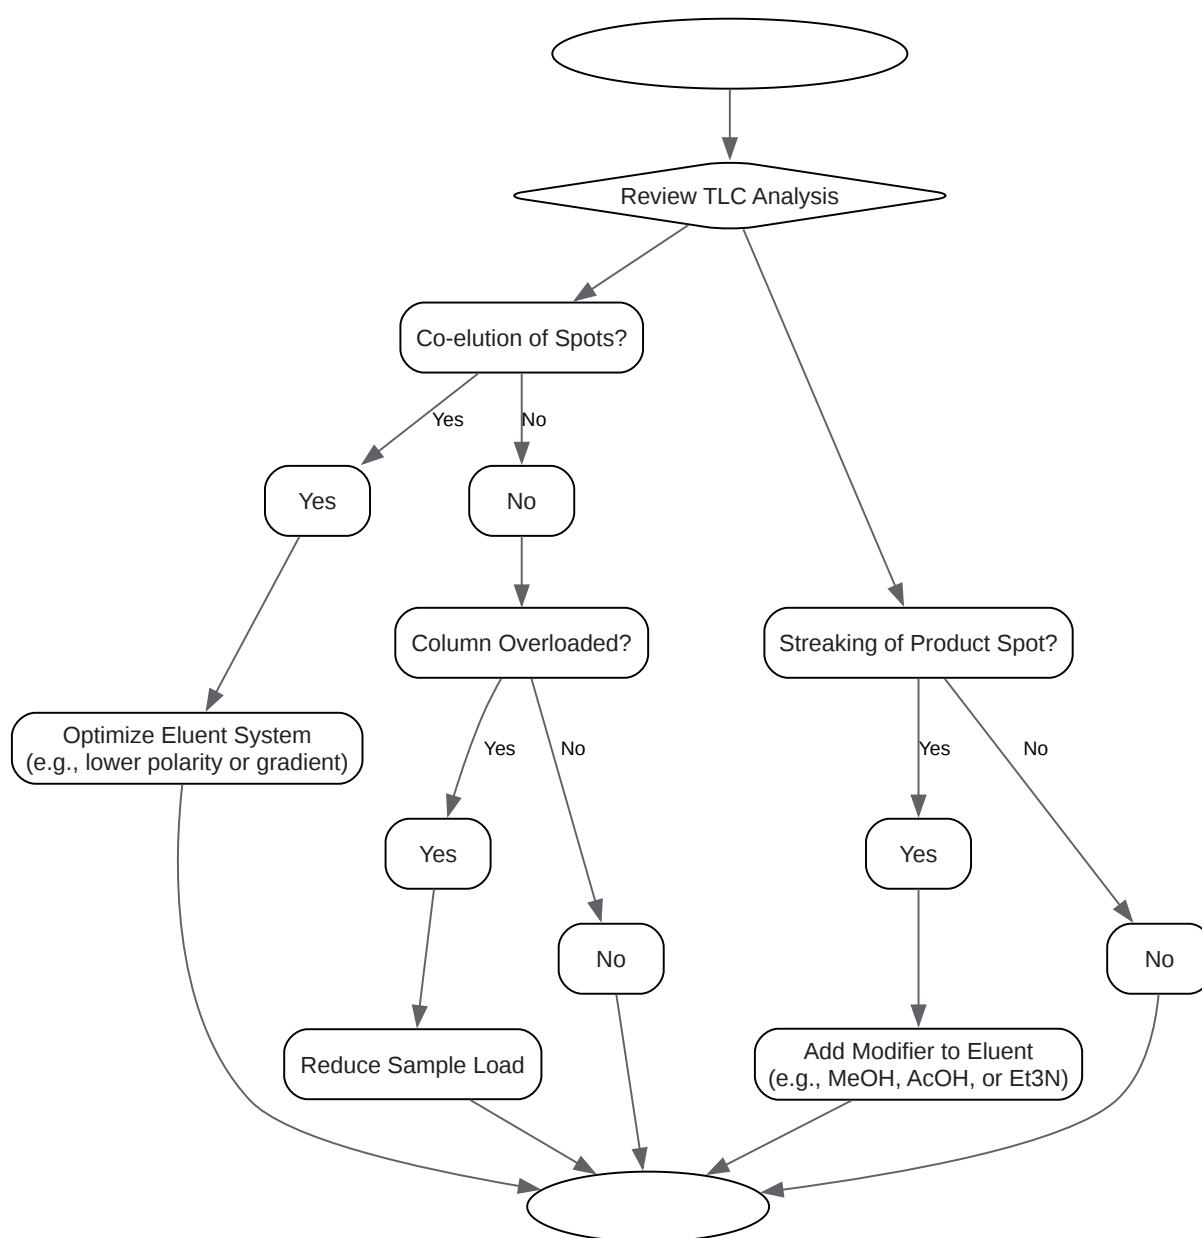 Review TLC Analysis
Co-elution of Spots?
Yes
No
Yes
No
Column Overloaded?
Streaking of Product Spot?
Optimize Eluent System
(e.g., lower polarity or gradient)
Yes
No
Yes
No
Yes
Yes
No
No
Reduce Sample Load
Add Modifier to Eluent
(e.g., MeOH, AcOH, or Et3N)